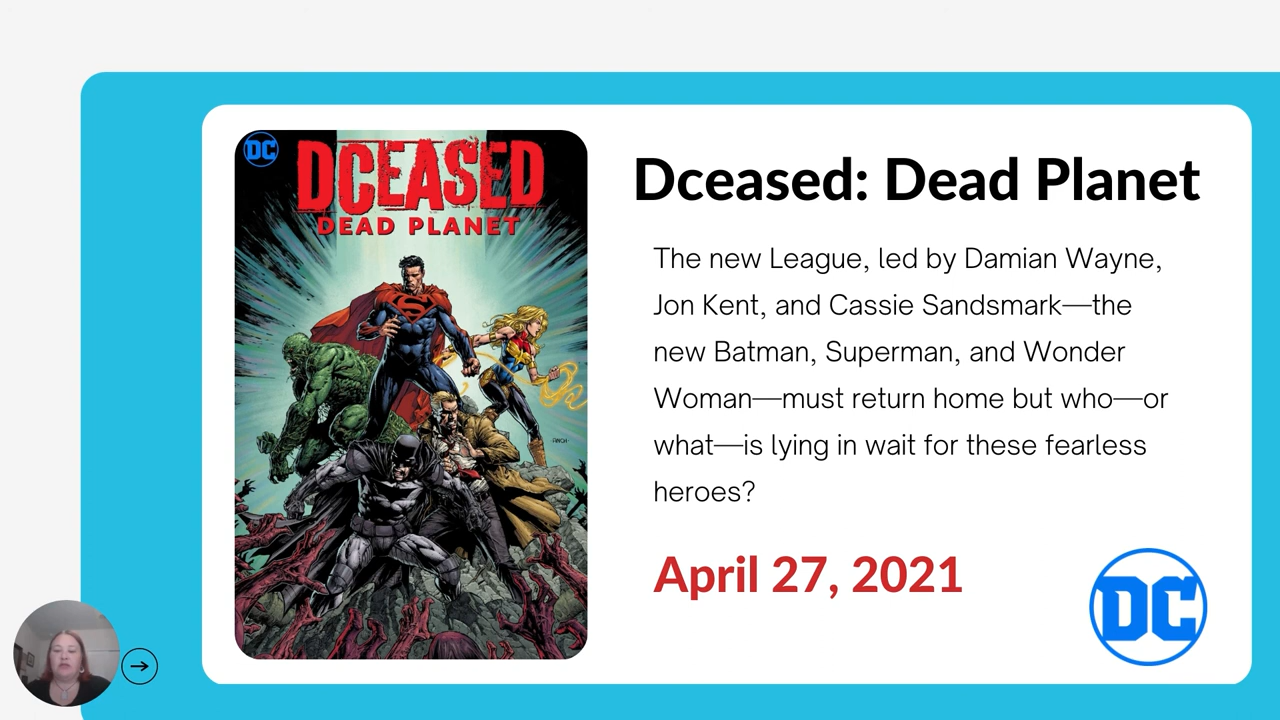 DC
DCEASED
DEAD PLANET
FINCH
Dceased: Dead Planet
The new League, led by Damian Wayne,
Jon Kent, and Cassie Sandsmark—the
new Batman, Superman, and Wonder
Woman—must return home but who—or
what—is lying in wait for these fearless
heroes?
April 27, 2021
DC